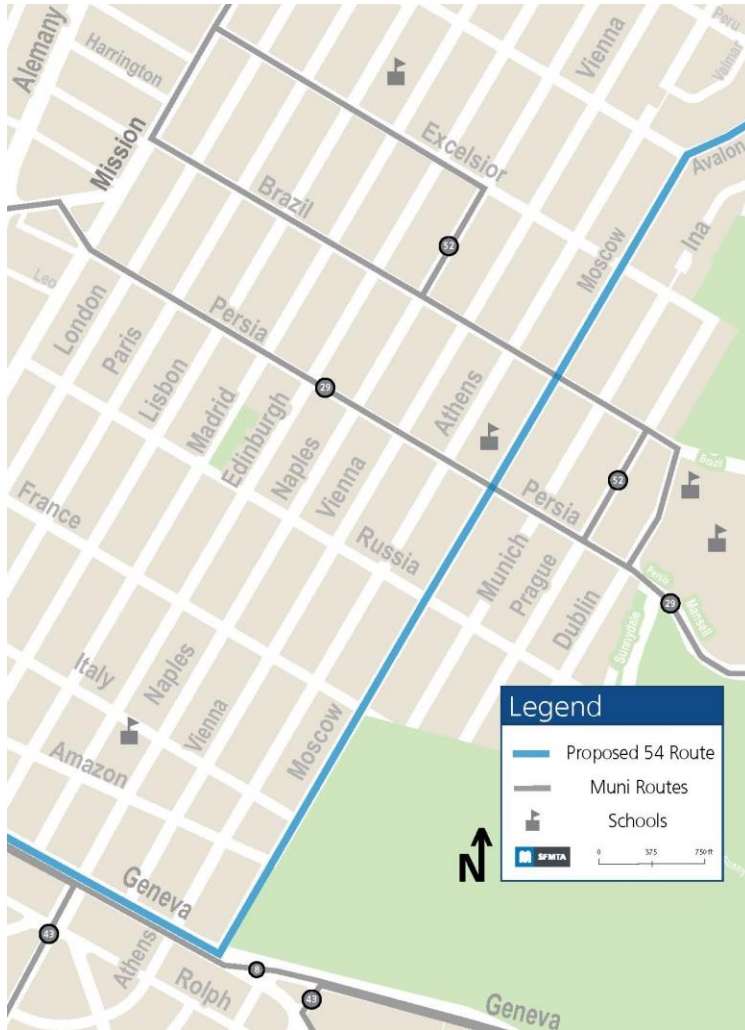 Peru
Valmar
Vienna
Alemany
Harrington
Mission
Excelsior
Avalon
Brazil
52
Moscow
Ina
London
Paris
Persia
Lisbon
29
Athens
Madrid
Edinburgh
Naples
Vienna
Brazil
52
Persia
France
Russia
Munich
Prague
Dublin
Persia
29
Mansell
Sunnydale
Italy
Naples
Vienna
Moscow
Amazon
Legend
Proposed 54 Route
Muni Routes
Schools
SFMTA
0 375 750 ft
N
Geneva
43
Athens
8
Rolph
43
Geneva